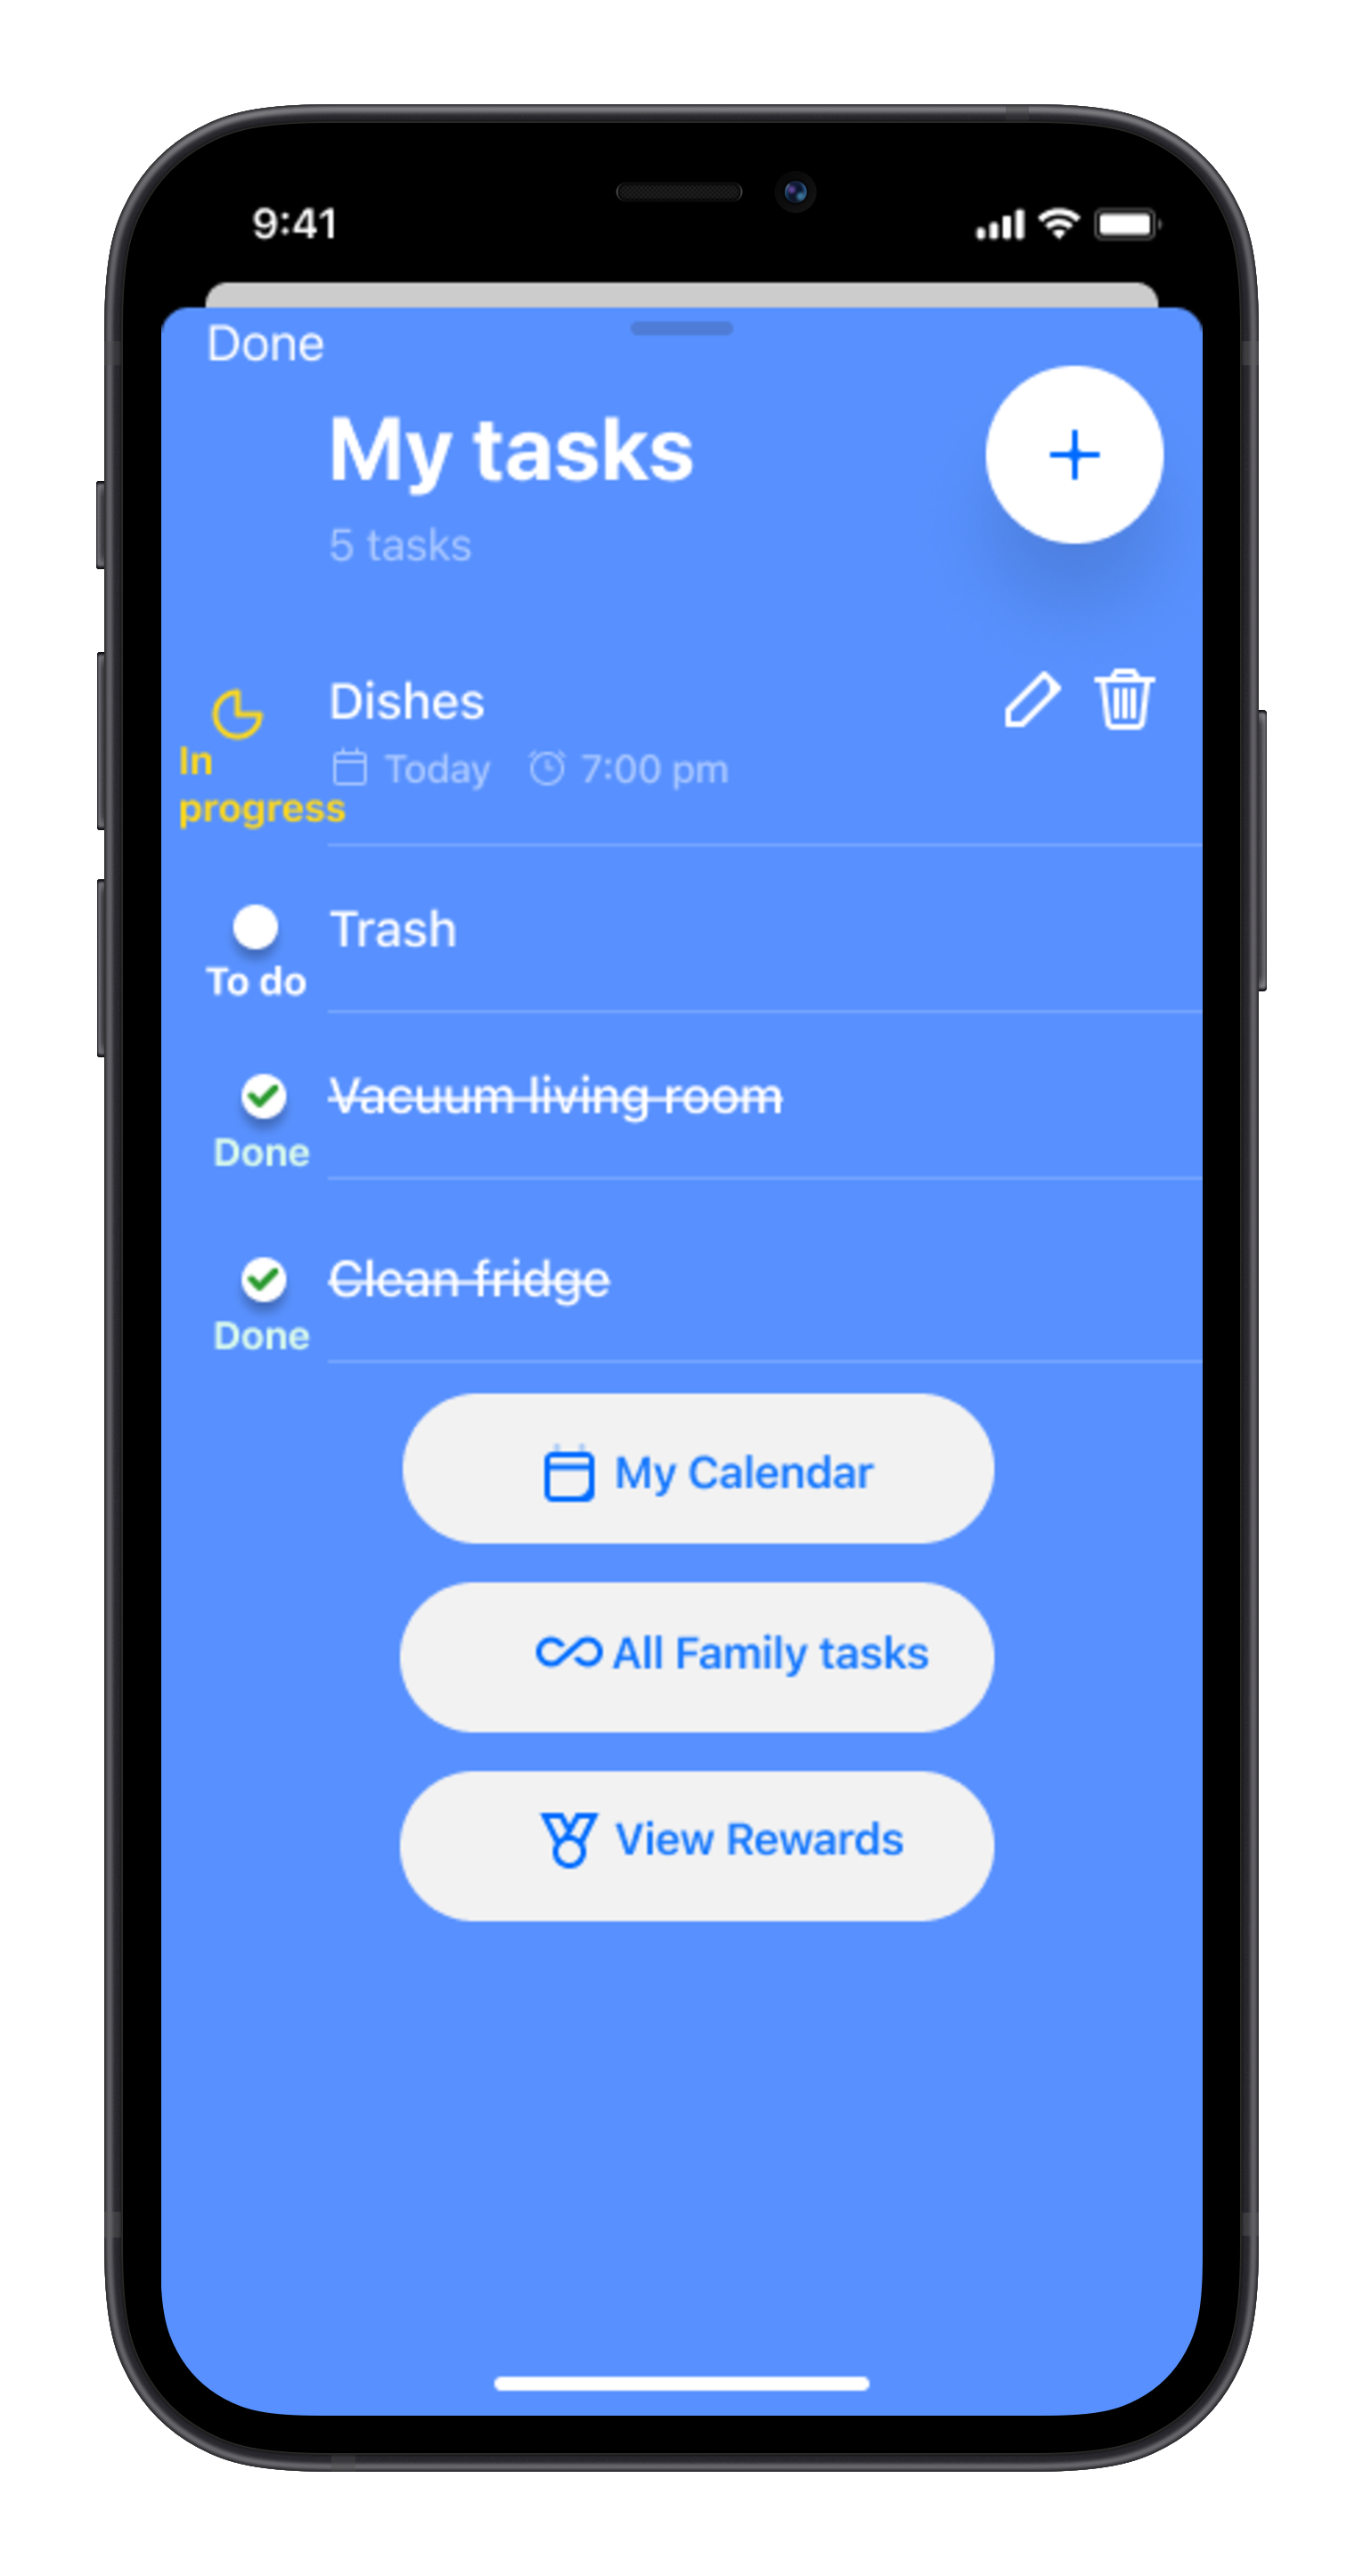 9:41
Done
My tasks
5 tasks
Dishes
In
progress
Today 7:00 pm
Trash
To do
Vacuum living room
Done
Clean fridge
Done
My Calendar
All Family tasks
View Rewards